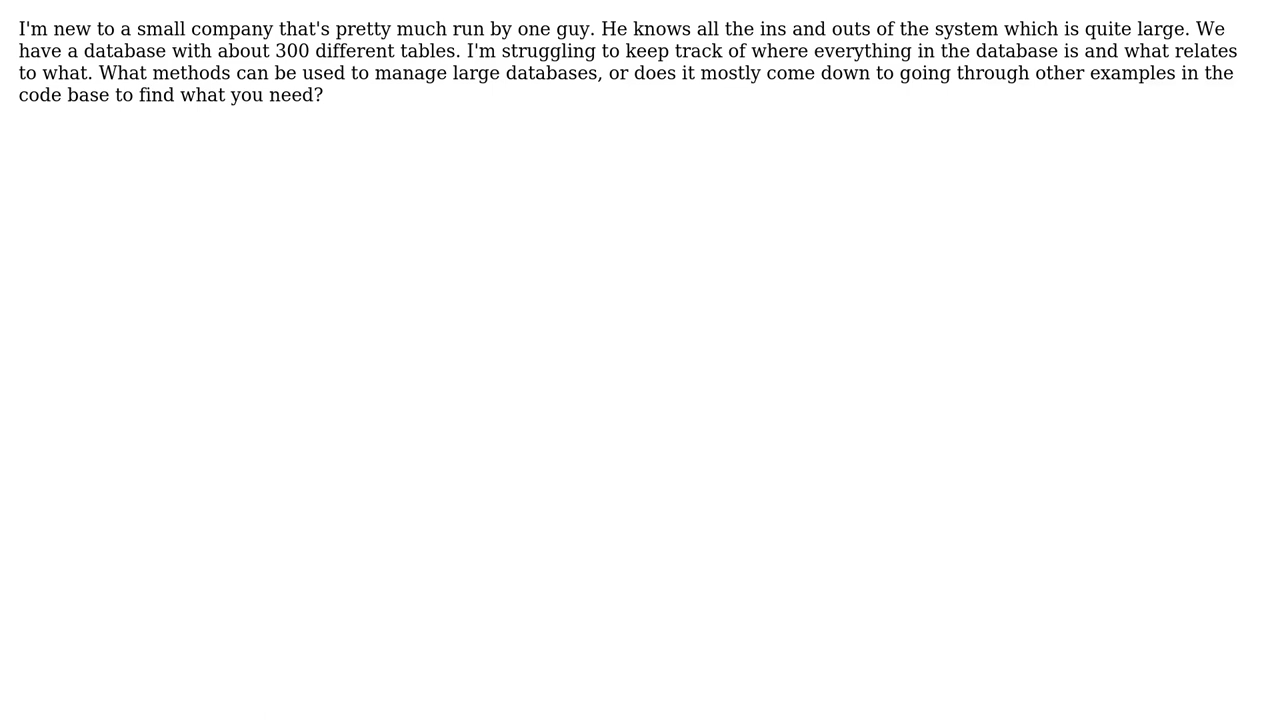 I'm new to a small company that's pretty much run by one guy. He knows all the ins and outs of the system which is quite large. We
have a database with about 300 different tables. I'm struggling to keep track of where everything in the database is and what relates
to what. What methods can be used to manage large databases, or does it mostly come down to going through other examples in the
code base to find what you need?